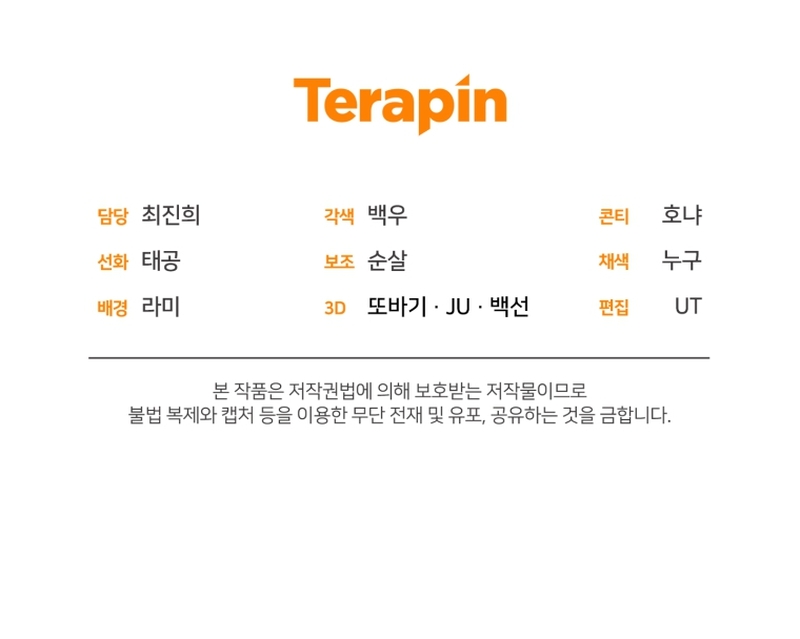 Terapin
담당 최진희 각색 백우 콘티 호냐
선화 태공 보조 순살 채색 누구
배경 라미 3D 또바기 · JU · 백선 편집 UT
본 작품은 저작권법에 의해 보호받는 저작물이므로
불법 복제와 캡처 등을 이용한 무단 전재 및 유포, 공유하는 것을 금합니다.